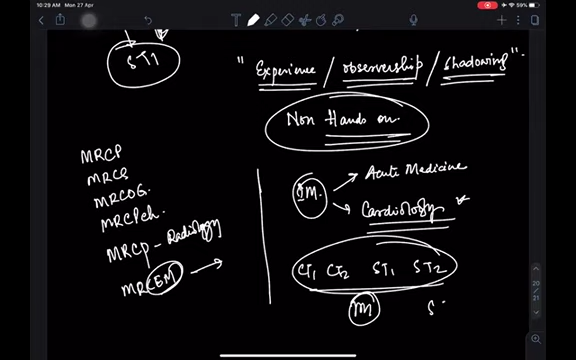 10:29 AM Mon 27 Apr
59%
ST1
"Experience / observership / Shadowing".
Non Hands on.
MRCP
MRCS
MRCOG.
MRCPch.
MRCP - Radiology
MRCEM →
IM. → Acute Medicine
→ Cardiology *
CT1 CT2 ST1 ST2
IM
S
20
21